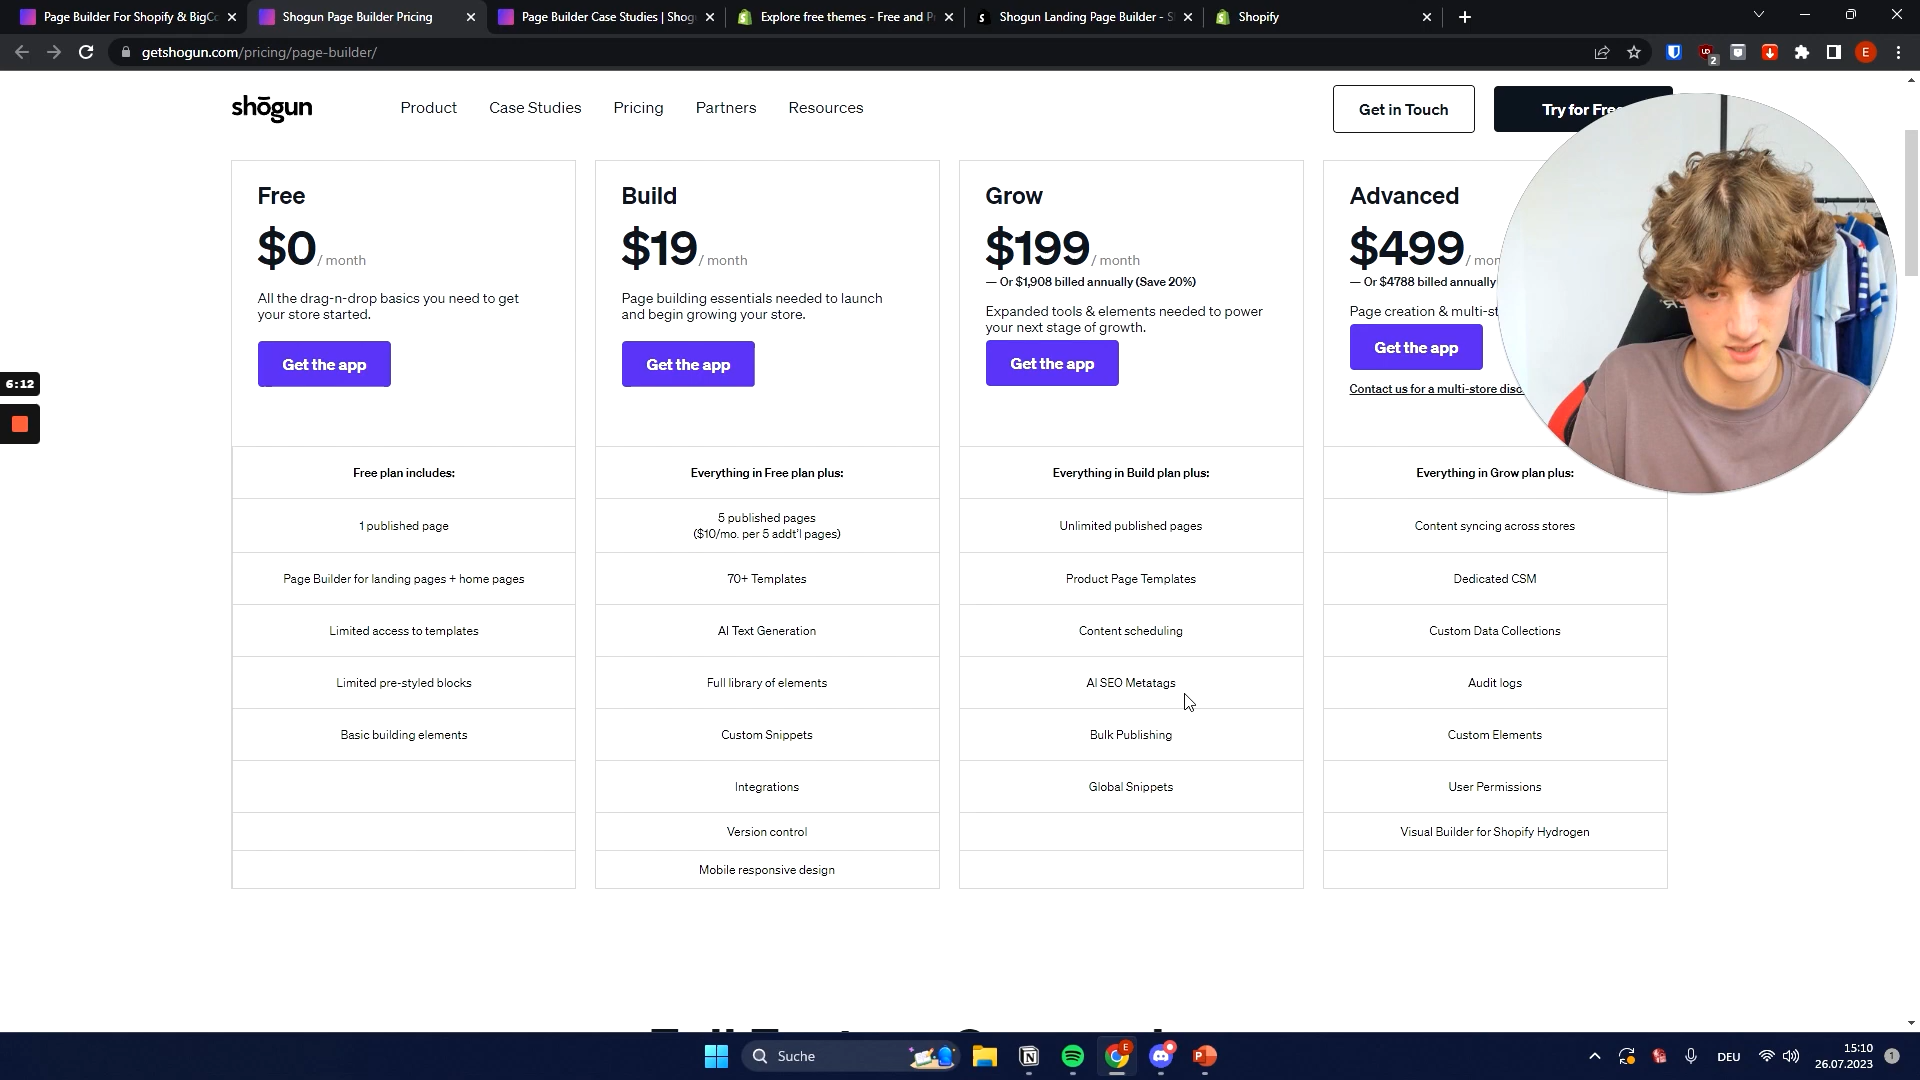 Page Builder For Shopify & BigCo
Shogun Page Builder Pricing
Page Builder Case Studies | Shog
Explore free themes - Free and P
Shogun Landing Page Builder - S
Shopify
getshogun.com/pricing/page-builder/
2
E
shōgun
Product
Case Studies
Pricing
Partners
Resources
Get in Touch
Try for Free
Free
$0 / month
All the drag-n-drop basics you need to get
your store started.
Get the app
Build
$19 / month
Page building essentials needed to launch
and begin growing your store.
Get the app
Grow
$199 / month
— Or $1,908 billed annually (Save 20%)
Expanded tools & elements needed to power
your next stage of growth.
Get the app
Advanced
$499 / mon
— Or $4788 billed annually
Page creation & multi-st
Get the app
Contact us for a multi-store disc
6:12
Free plan includes:
1 published page
Page Builder for landing pages + home pages
Limited access to templates
Limited pre-styled blocks
Basic building elements
Everything in Free plan plus:
5 published pages
($10/mo. per 5 addt'l pages)
70+ Templates
AI Text Generation
Full library of elements
Custom Snippets
Integrations
Version control
Mobile responsive design
Everything in Build plan plus:
Unlimited published pages
Product Page Templates
Content scheduling
AI SEO Metatags
Bulk Publishing
Global Snippets
Everything in Grow plan plus:
Content syncing across stores
Dedicated CSM
Custom Data Collections
Audit logs
Custom Elements
User Permissions
Visual Builder for Shopify Hydrogen
Suche
DEU
15:10
26.07.2023
1